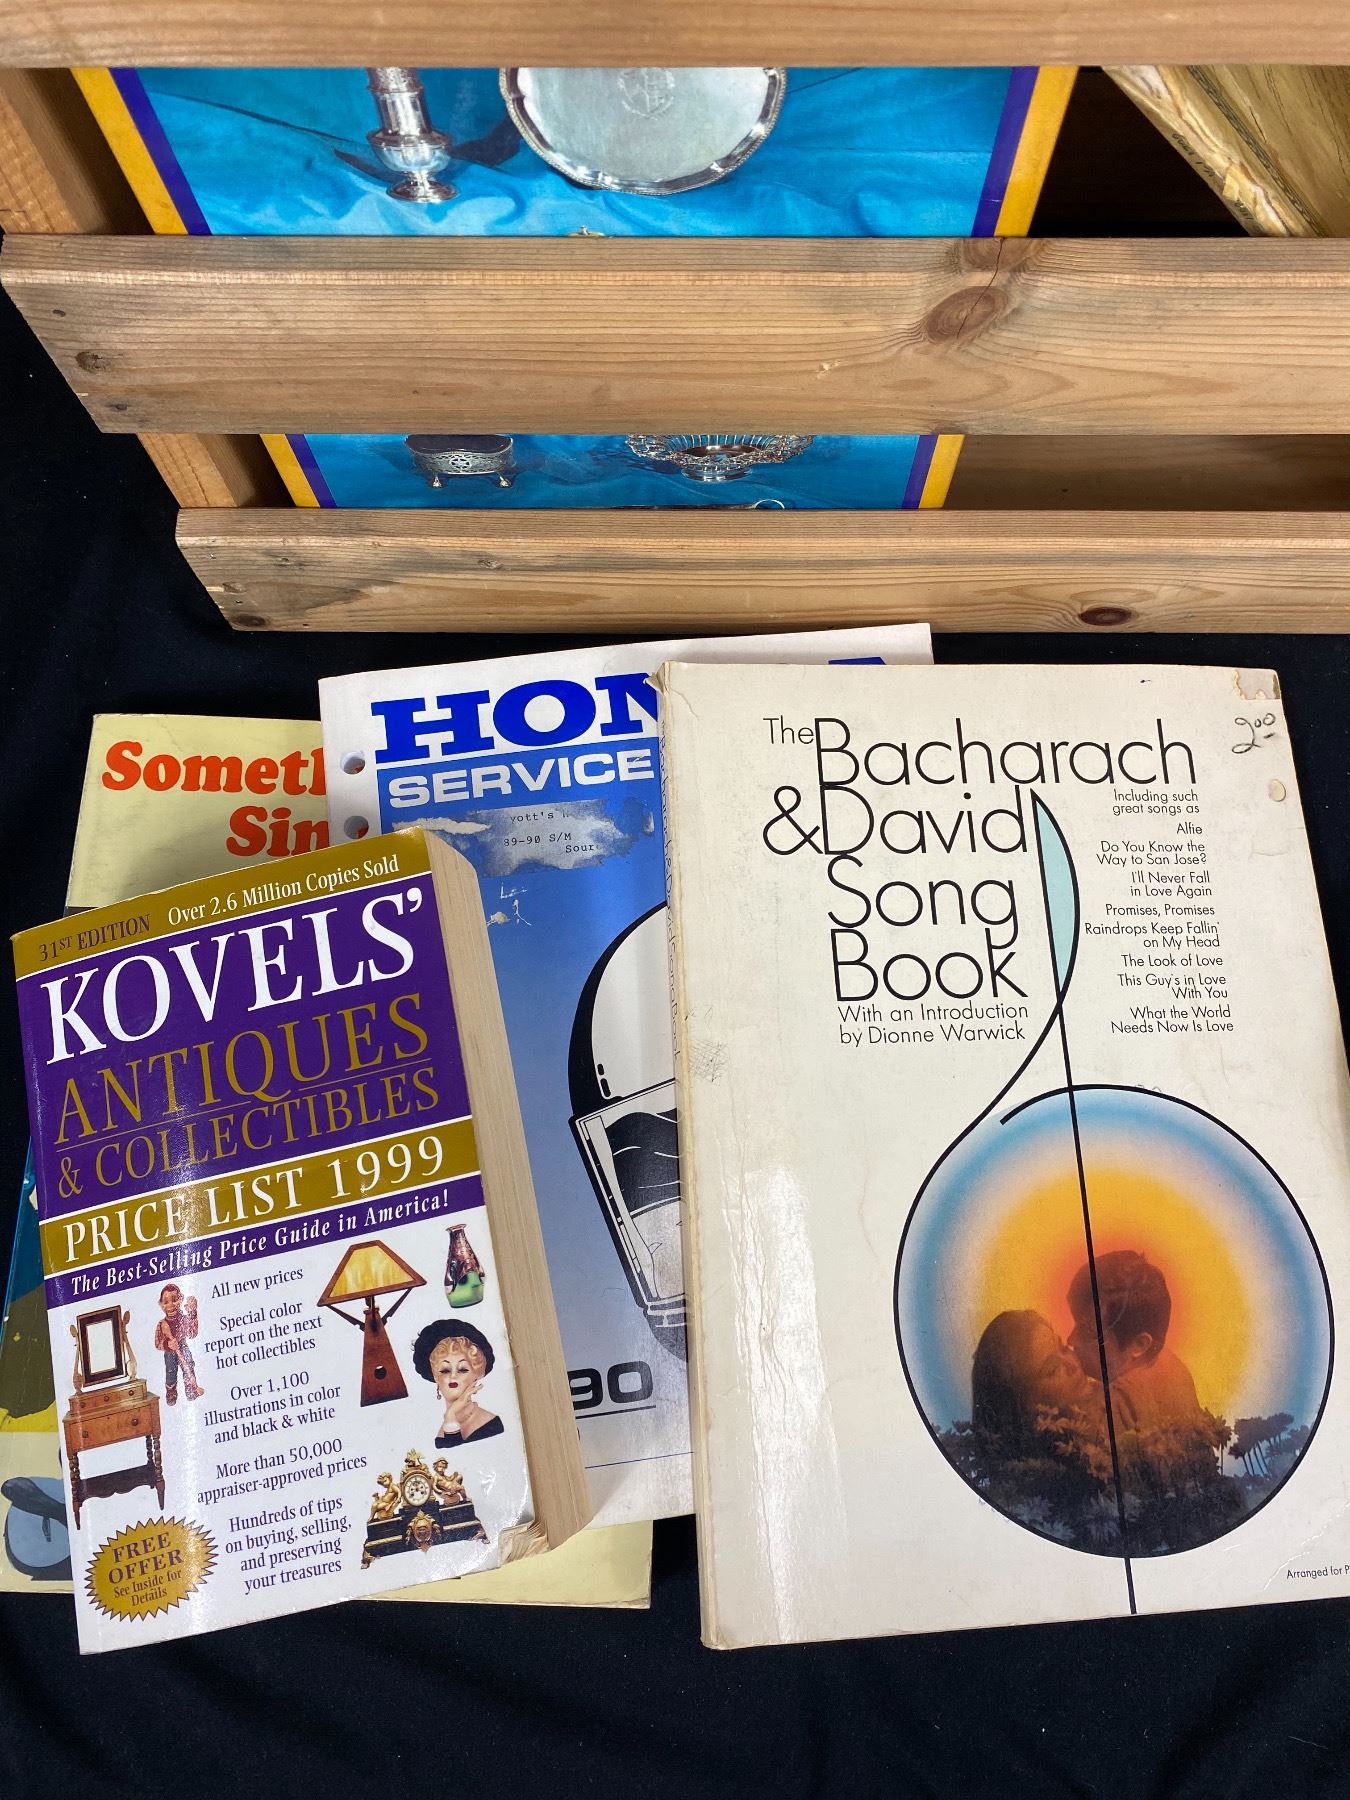 Somet
Sin
HON
SERVICE
yott's
89-90 S/M
Sour
90
31ST EDITION Over 2.6 Million Copies Sold
KOVELS'
ANTIQUES
& COLLECTIBLES
PRICE LIST 1999
The Best-Selling Price Guide in America!
All new prices
Special color
report on the next
hot collectibles
Over 1,100
illustrations in color
and black & white
More than 50,000
appraiser-approved prices
Hundreds of tips
on buying, selling,
and preserving
your treasures
FREE
OFFER
See Inside for
Details
The Bacharach
& David
Song
Book
With an Introduction
by Dionne Warwick
2.00
Including such
great songs as
Alfie
Do You Know the
Way to San Jose?
I'll Never Fall
in Love Again
Promises, Promises
Raindrops Keep Fallin'
on My Head
The Look of Love
This Guy's in Love
With You
What the World
Needs Now Is Love
Arranged for P